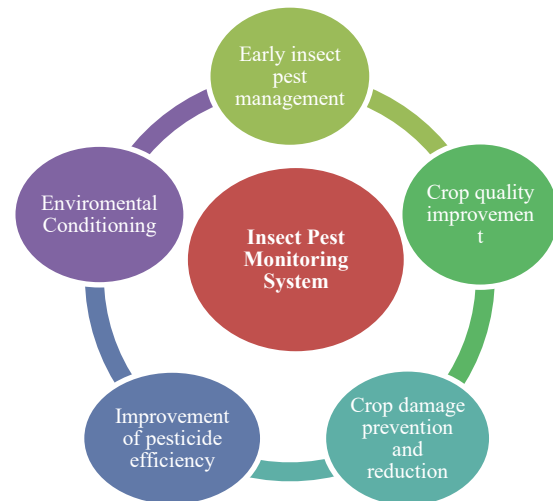 Early insect
pest
management
Crop quality
improvemen
t
Crop damage
prevention
and
reduction
Improvement
of pesticide
efficiency
Enviromental
Conditioning
Insect Pest
Monitoring
System